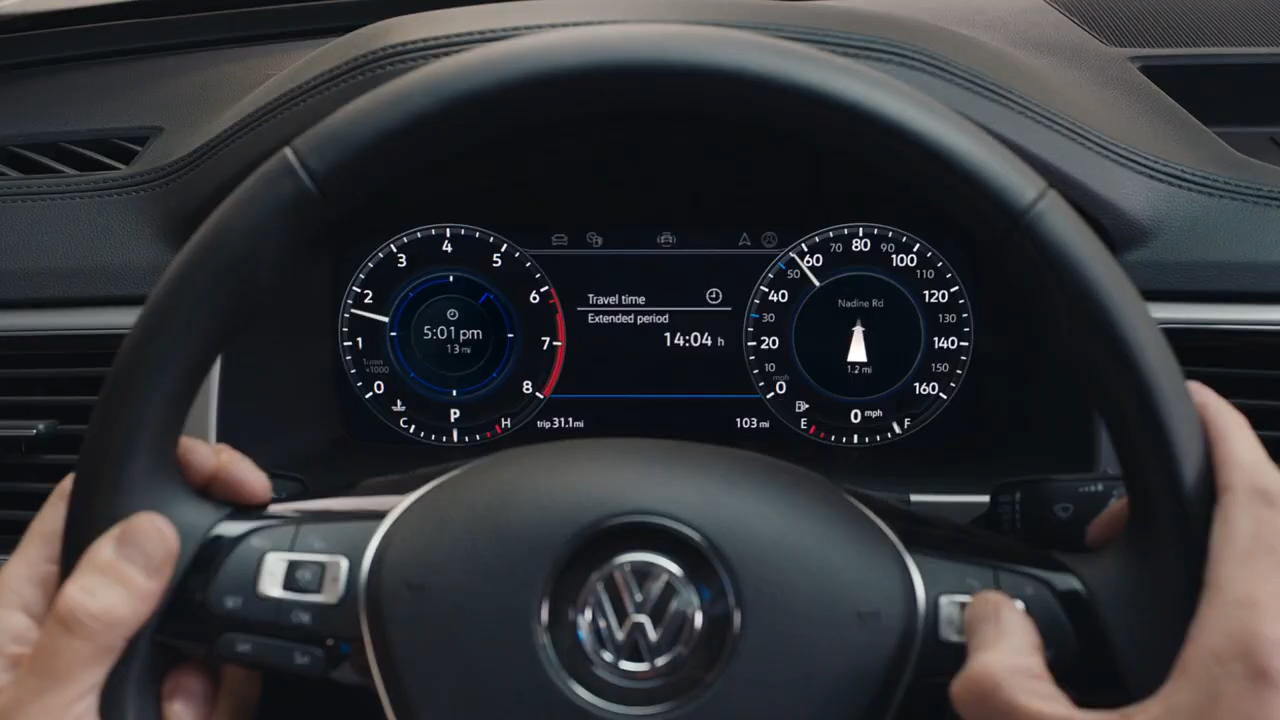 4
3
5
2
6
1
7
1/min
×1000
0
8
5:01 pm
13 mi
C
P
H
Travel time
Extended period
14:04 h
trip 31.1 mi
103 mi
80
70
90
60
100
50
110
40
120
30
130
20
140
10
150
mph
0
160
Nadine Rd
1.2 mi
E
0 mph
F
VW